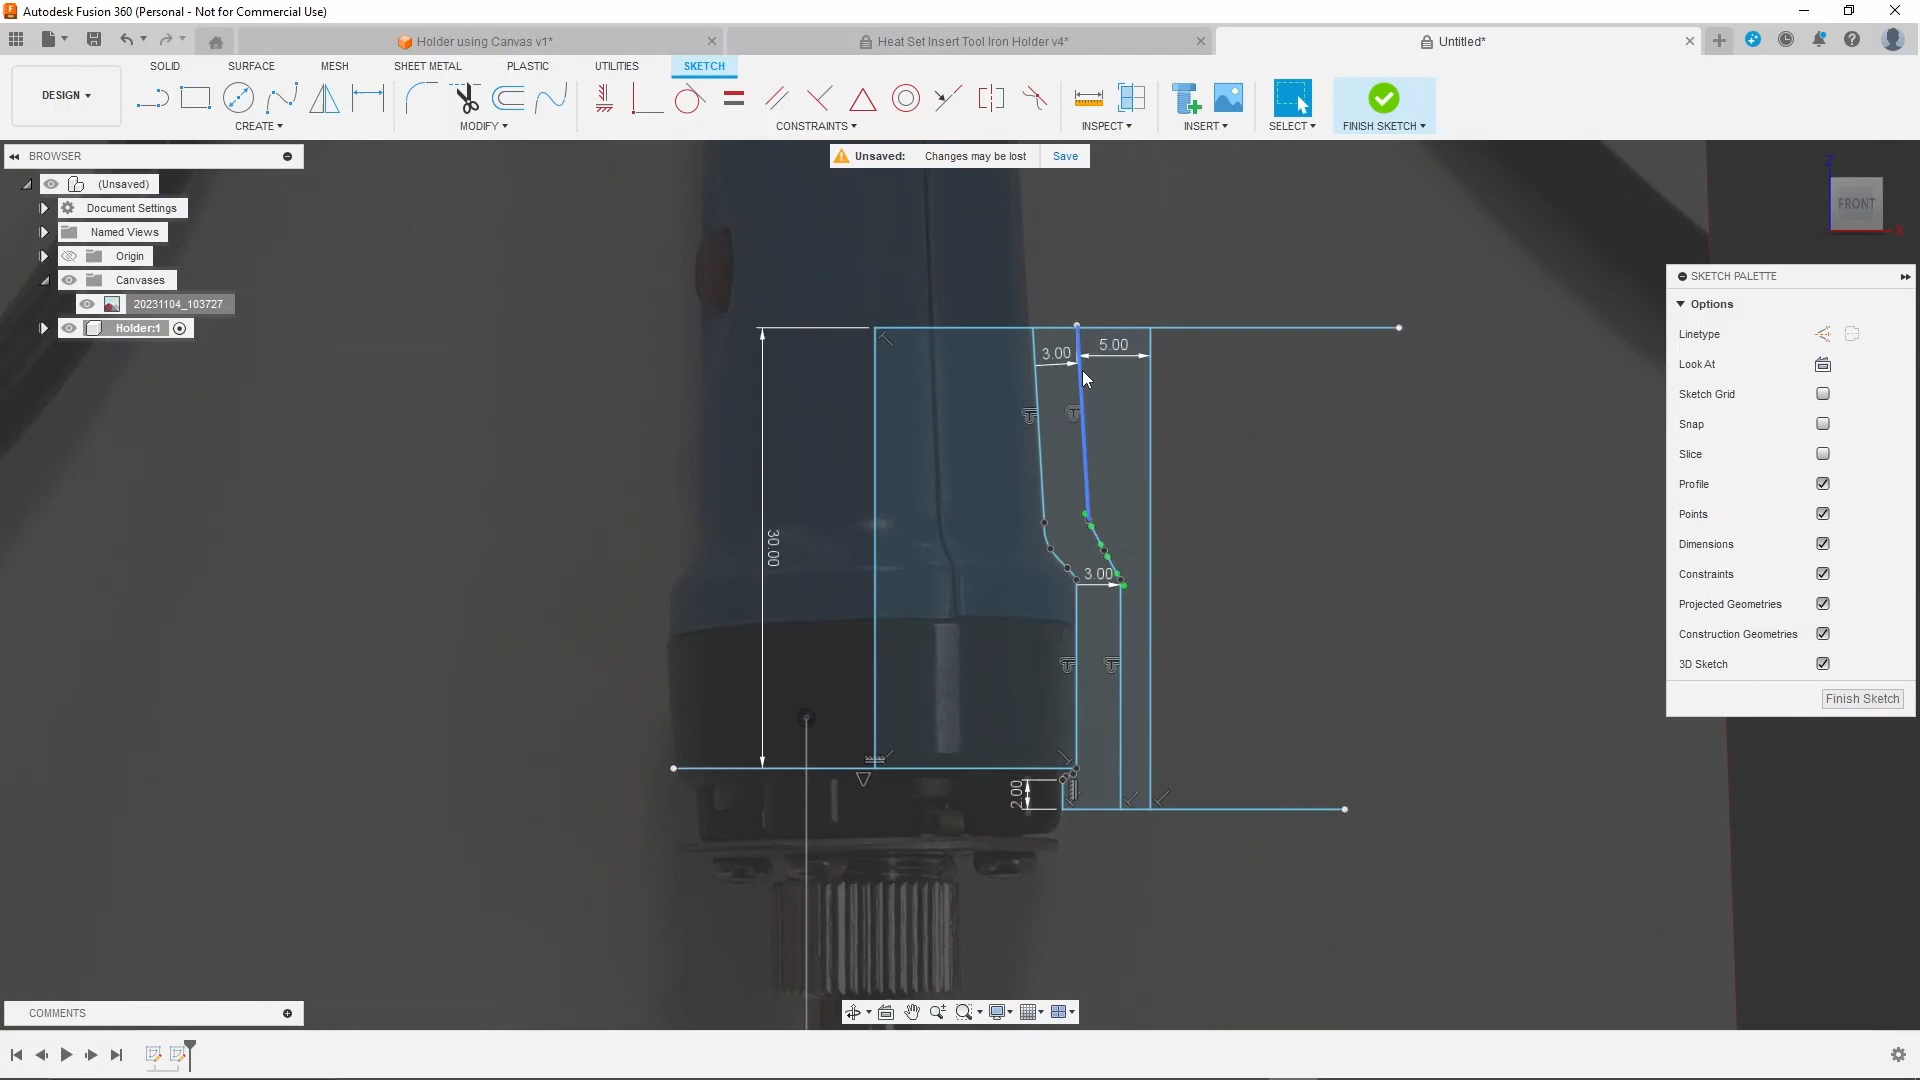 Autodesk Fusion 360 (Personal - Not for Commercial Use)
Holder using Canvas v1*
Heat Set Insert Tool Iron Holder v4*
Untitled*
SOLID
SURFACE
MESH
SHEET METAL
PLASTIC
UTILITIES
SKETCH
DESIGN
CREATE
MODIFY
CONSTRAINTS
INSPECT
INSERT
SELECT
FINISH SKETCH
BROWSER
Unsaved: Changes may be lost
Save
(Unsaved)
Document Settings
Named Views
Origin
Canvases
20231104_103727
Holder:1
Z
FRONT
X
SKETCH PALETTE
Options
Linetype
Look At
Sketch Grid
Snap
Slice
Profile
Points
Dimensions
Constraints
Projected Geometries
Construction Geometries
3D Sketch
Finish Sketch
3.00
5.00
30.00
3.00
2.00
COMMENTS